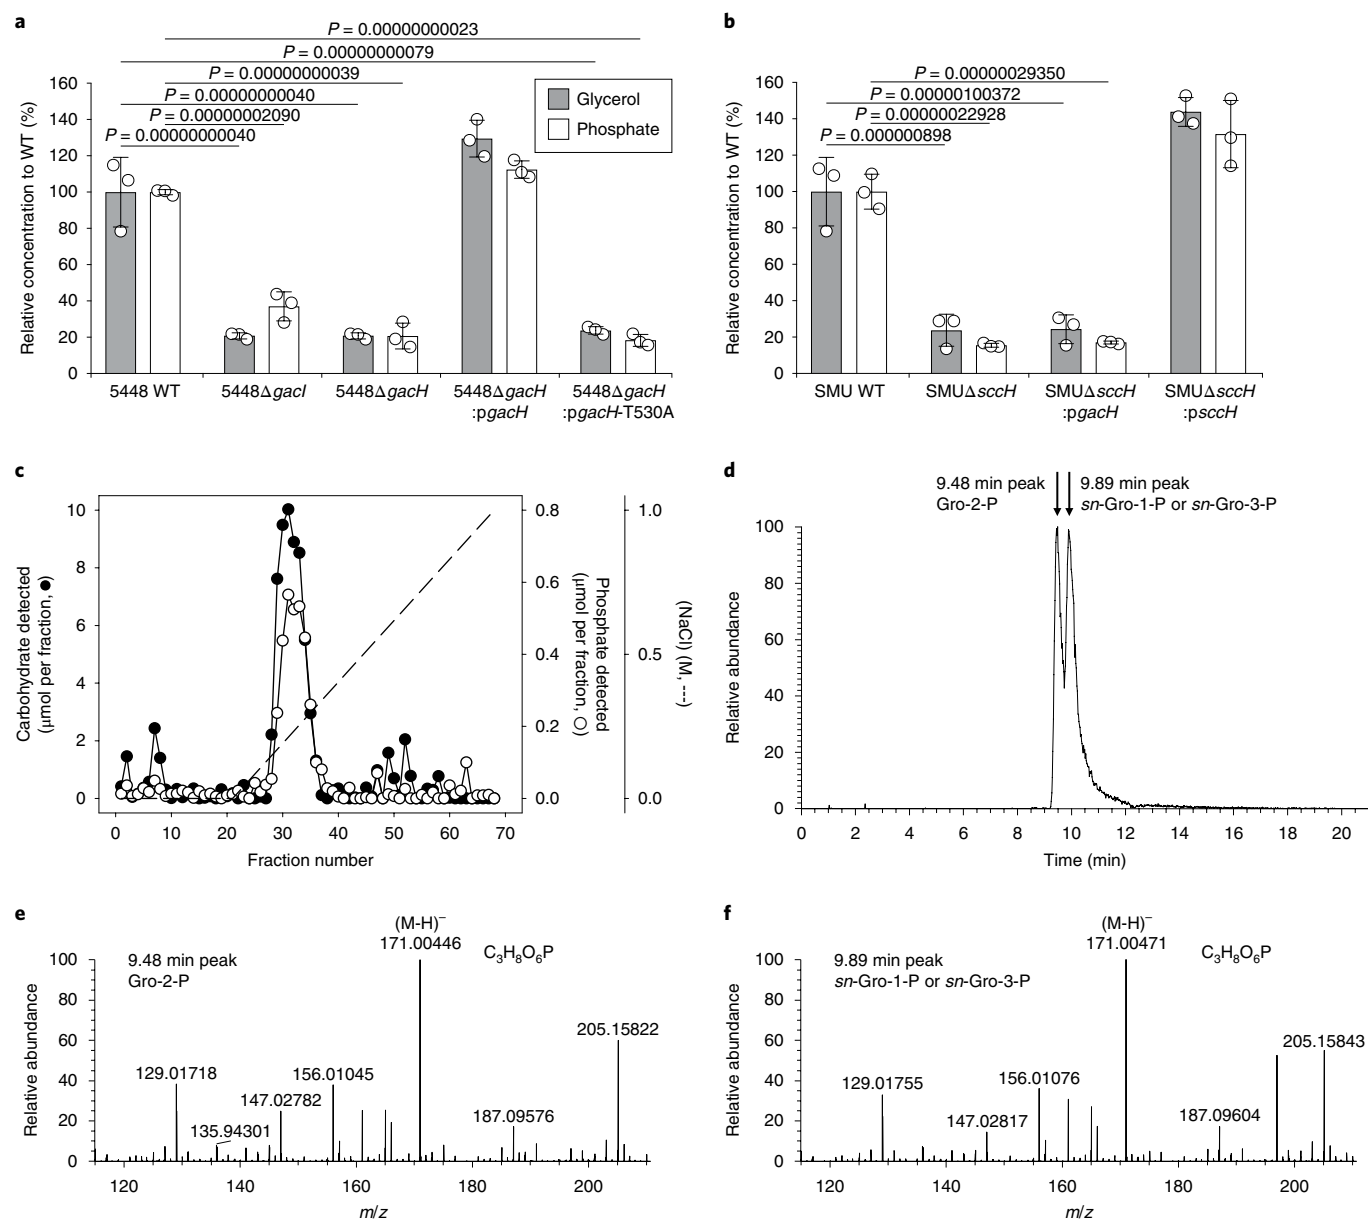 a
P = 0.00000000023
P = 0.00000000079
P = 0.00000000039
P = 0.00000000040
P = 0.00000002090
P = 0.00000000040
Relative concentration to WT (%)
160
140
120
100
80
60
40
20
0
Glycerol
Phosphate
5448 WT
5448ΔgacI
5448ΔgacH
5448ΔgacH
:pgacH
5448ΔgacH
:pgacH-T530A
b
P = 0.00000029350
P = 0.00000100372
P = 0.00000022928
P = 0.000000898
Relative concentration to WT (%)
160
140
120
100
80
60
40
20
0
SMU WT
SMUΔsccH
SMUΔsccH
:pgacH
SMUΔsccH
:psccH
c
Carbohydrate detected
(μmol per fraction, ●)
10
8
6
4
2
0
0.8
0.6
0.4
0.2
0.0
Phosphate detected
(μmol per fraction, ○)
1.0
0.5
0.0
(NaCl) (M, ---)
0 10 20 30 40 50 60 70
Fraction number
d
9.48 min peak
Gro-2-P
9.89 min peak
sn-Gro-1-P or sn-Gro-3-P
Relative abundance
100
80
60
40
20
0
0 2 4 6 8 10 12 14 16 18 20
Time (min)
e
9.48 min peak
Gro-2-P
(M-H)⁻
171.00446
C₃H₈O₆P
Relative abundance
100
80
60
40
20
0
129.01718
135.94301
147.02782
156.01045
187.09576
205.15822
120 140 160 180 200
m/z
f
9.89 min peak
sn-Gro-1-P or sn-Gro-3-P
(M-H)⁻
171.00471
C₃H₈O₆P
Relative abundance
100
80
60
40
20
0
129.01755
147.02817
156.01076
187.09604
205.15843
120 140 160 180 200
m/z